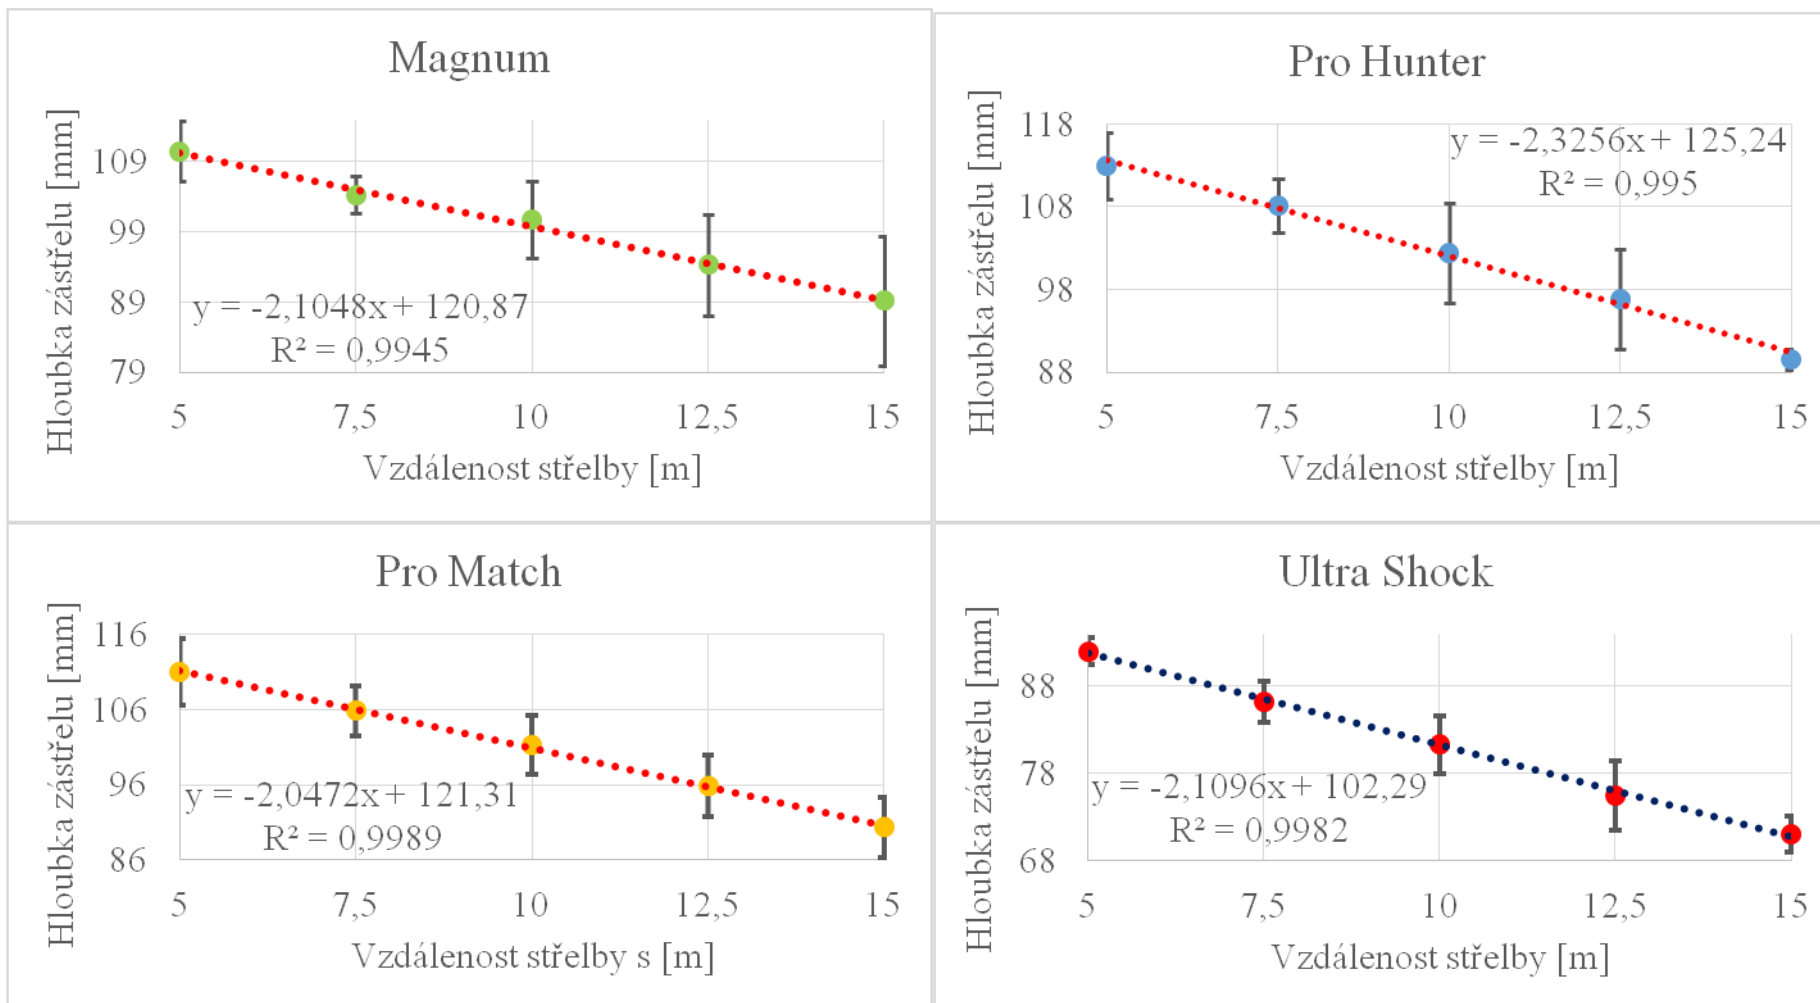 Magnum
Hloubka zástřelu [mm]
109
99
89
79
y = -2,1048x + 120,87
R² = 0,9945
5 7,5 10 12,5 15
Vzdálenost střelby [m]
Pro Hunter
Hloubka zástřelu [mm]
118
108
98
88
y = -2,3256x + 125,24
R² = 0,995
5 7,5 10 12,5 15
Vzdálenost střelby [m]
Pro Match
Hloubka zástřelu [mm]
116
106
96
86
y = -2,0472x + 121,31
R² = 0,9989
5 7,5 10 12,5 15
Vzdálenost střelby s [m]
Ultra Shock
Hloubka zástřelu [mm]
88
78
68
y = -2,1096x + 102,29
R² = 0,9982
5 7,5 10 12,5 15
Vzdálenost střelby [m]